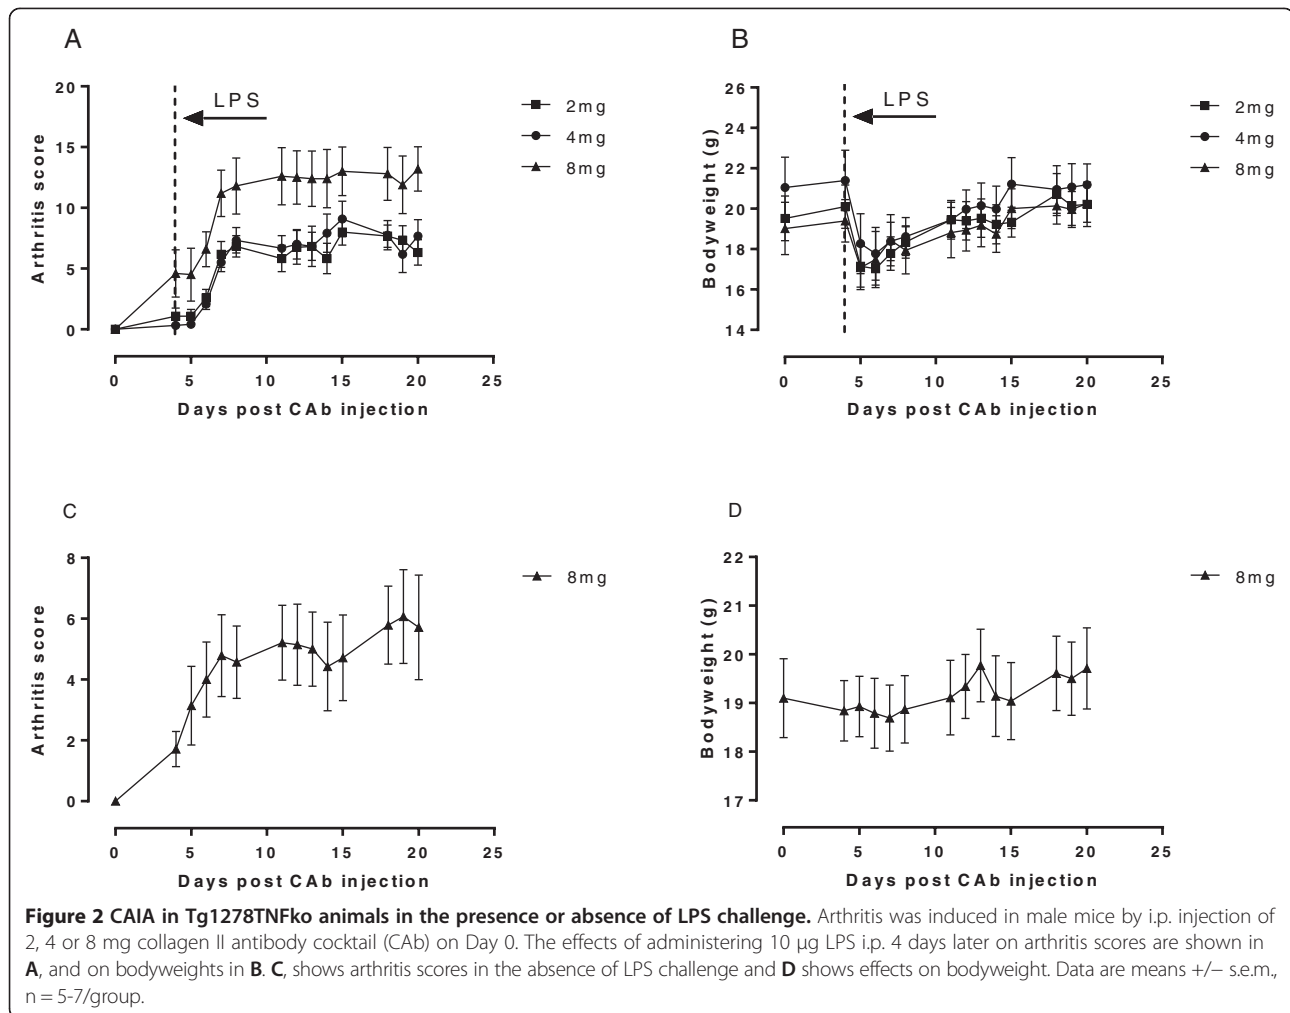 A
20
15
10
5
0
Arthritis score
LPS
2mg
4mg
8mg
0 5 10 15 20 25
Days post CAb injection
B
26
24
22
20
18
16
14
Bodyweight (g)
LPS
2mg
4mg
8mg
0 5 10 15 20 25
Days post CAb injection
C
8
6
4
2
0
Arthritis score
8mg
0 5 10 15 20 25
Days post CAb injection
D
22
21
20
19
18
17
Bodyweight (g)
8mg
0 5 10 15 20 25
Days post CAb injection
Figure 2 CAIA in Tg1278TNFko animals in the presence or absence of LPS challenge. Arthritis was induced in male mice by i.p. injection of
2, 4 or 8 mg collagen II antibody cocktail (CAb) on Day 0. The effects of administering 10 μg LPS i.p. 4 days later on arthritis scores are shown in
A, and on bodyweights in B. C, shows arthritis scores in the absence of LPS challenge and D shows effects on bodyweight. Data are means +/− s.e.m.,
n = 5-7/group.